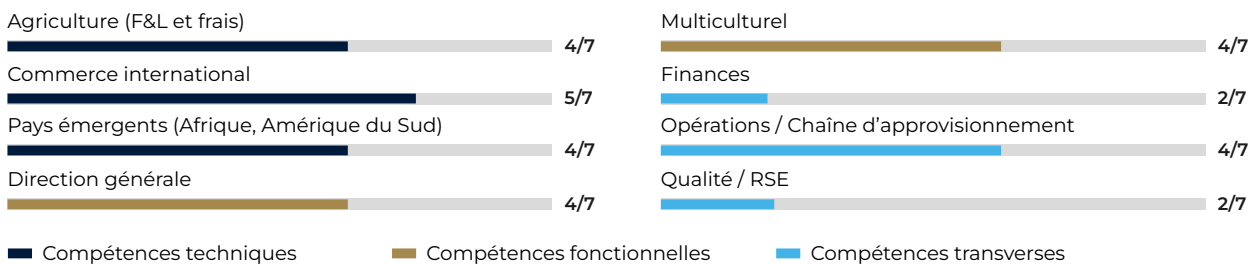 Agriculture (F&L et frais)
4/7
Commerce international
5/7
Pays émergents (Afrique, Amérique du Sud)
4/7
Direction générale
4/7
Multiculturel
4/7
Finances
2/7
Opérations / Chaîne d’approvisionnement
4/7
Qualité / RSE
2/7
Compétences techniques
Compétences fonctionnelles
Compétences transverses